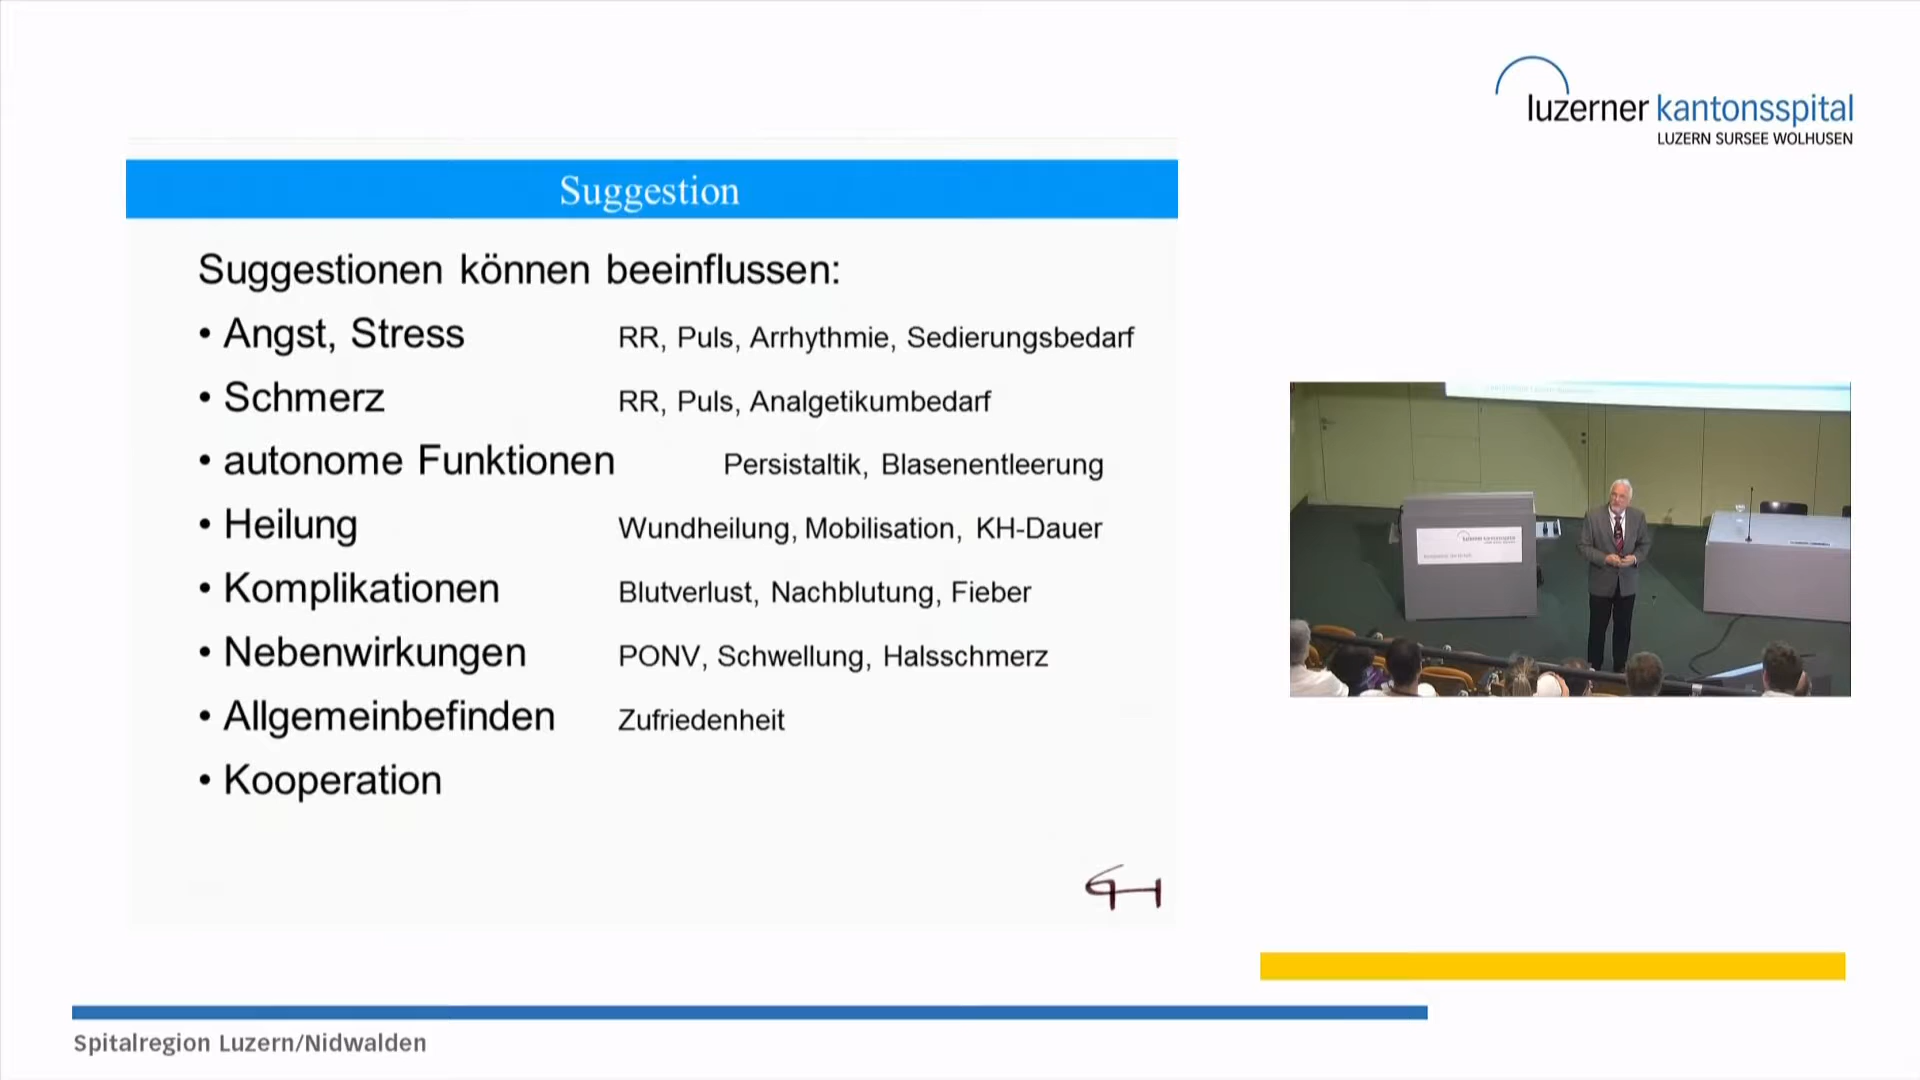 luzerner kantonsspital
LUZERN SURSEE WOLHUSEN
Suggestion
Suggestionen können beeinflussen:
• Angst, Stress RR, Puls, Arrhythmie, Sedierungsbedarf
• Schmerz RR, Puls, Analgetikumbedarf
• autonome Funktionen Persistaltik, Blasenentleerung
• Heilung Wundheilung, Mobilisation, KH-Dauer
• Komplikationen Blutverlust, Nachblutung, Fieber
• Nebenwirkungen PONV, Schwellung, Halsschmerz
• Allgemeinbefinden Zufriedenheit
• Kooperation
luzerner kantonsspital
Spitalregion Luzern/Nidwalden